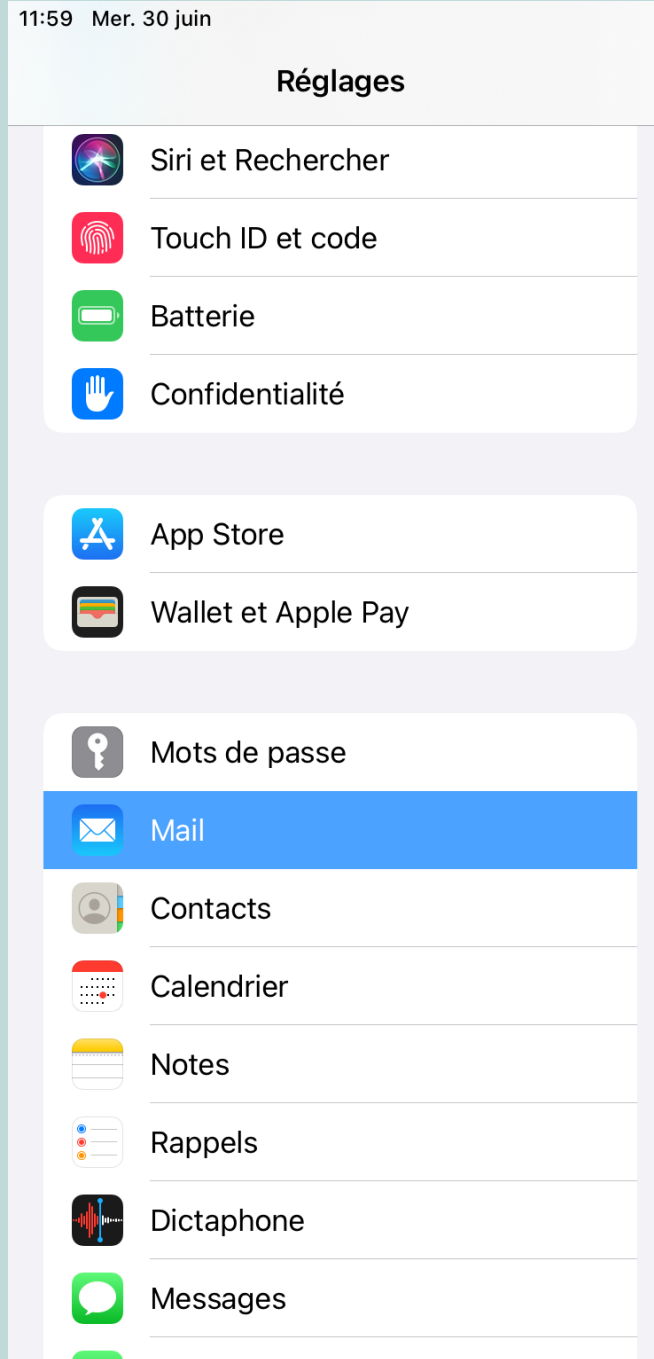 11:59 Mer. 30 juin
Réglages
Siri et Rechercher
Touch ID et code
Batterie
Confidentialité
App Store
Wallet et Apple Pay
Mots de passe
Mail
Contacts
Calendrier
Notes
Rappels
Dictaphone
Messages